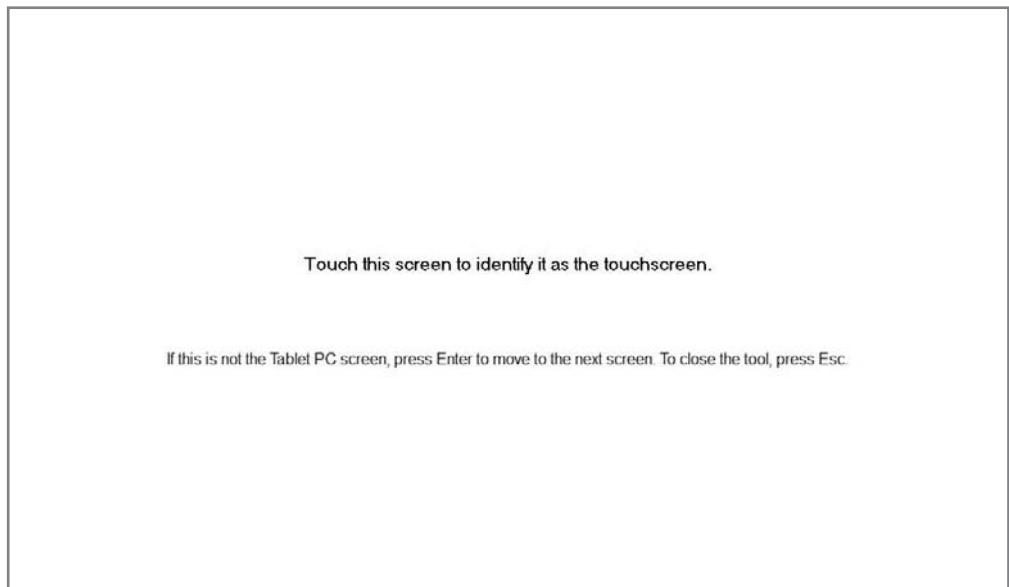 Touch this screen to identify it as the touchscreen.
If this is not the Tablet PC screen, press Enter to move to the next screen. To close the tool, press Esc.